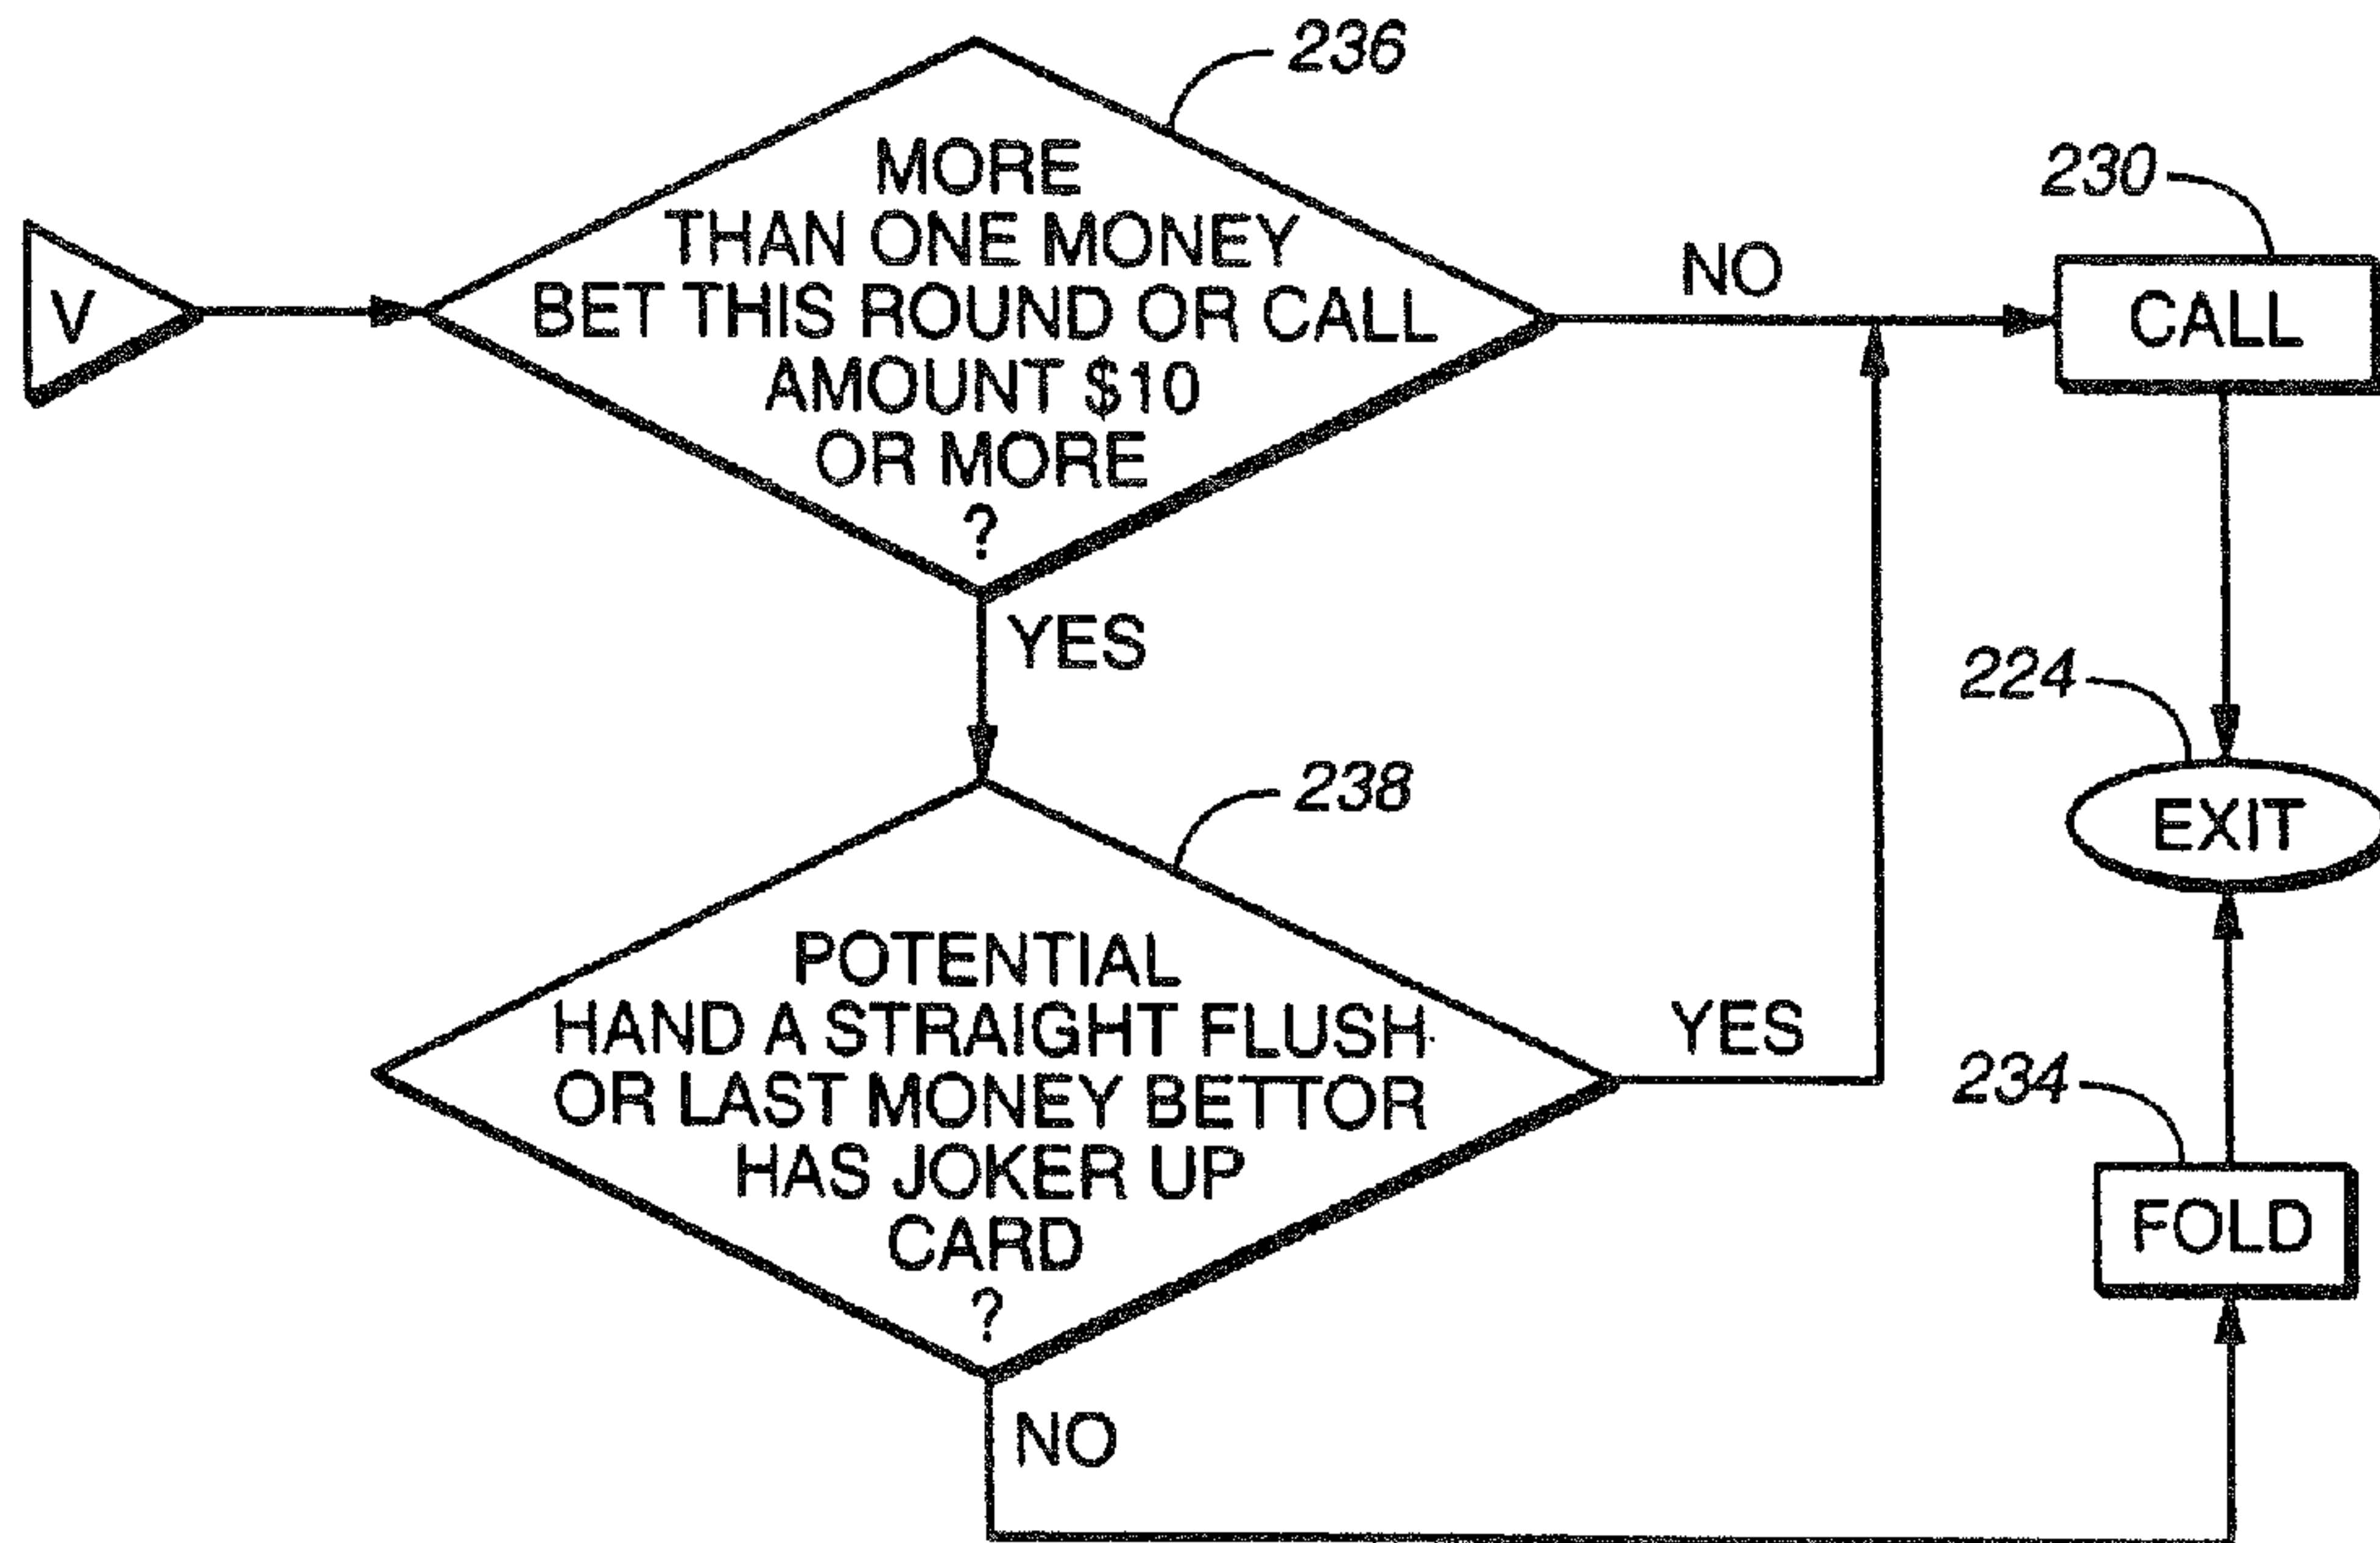 236
MORE
THAN ONE MONEY
BET THIS ROUND OR CALL
AMOUNT $10
OR MORE
?
V
NO
230
CALL
YES
224
EXIT
238
POTENTIAL
HAND A STRAIGHT FLUSH
OR LAST MONEY BETTOR
HAS JOKER UP
CARD
?
YES
234
FOLD
NO